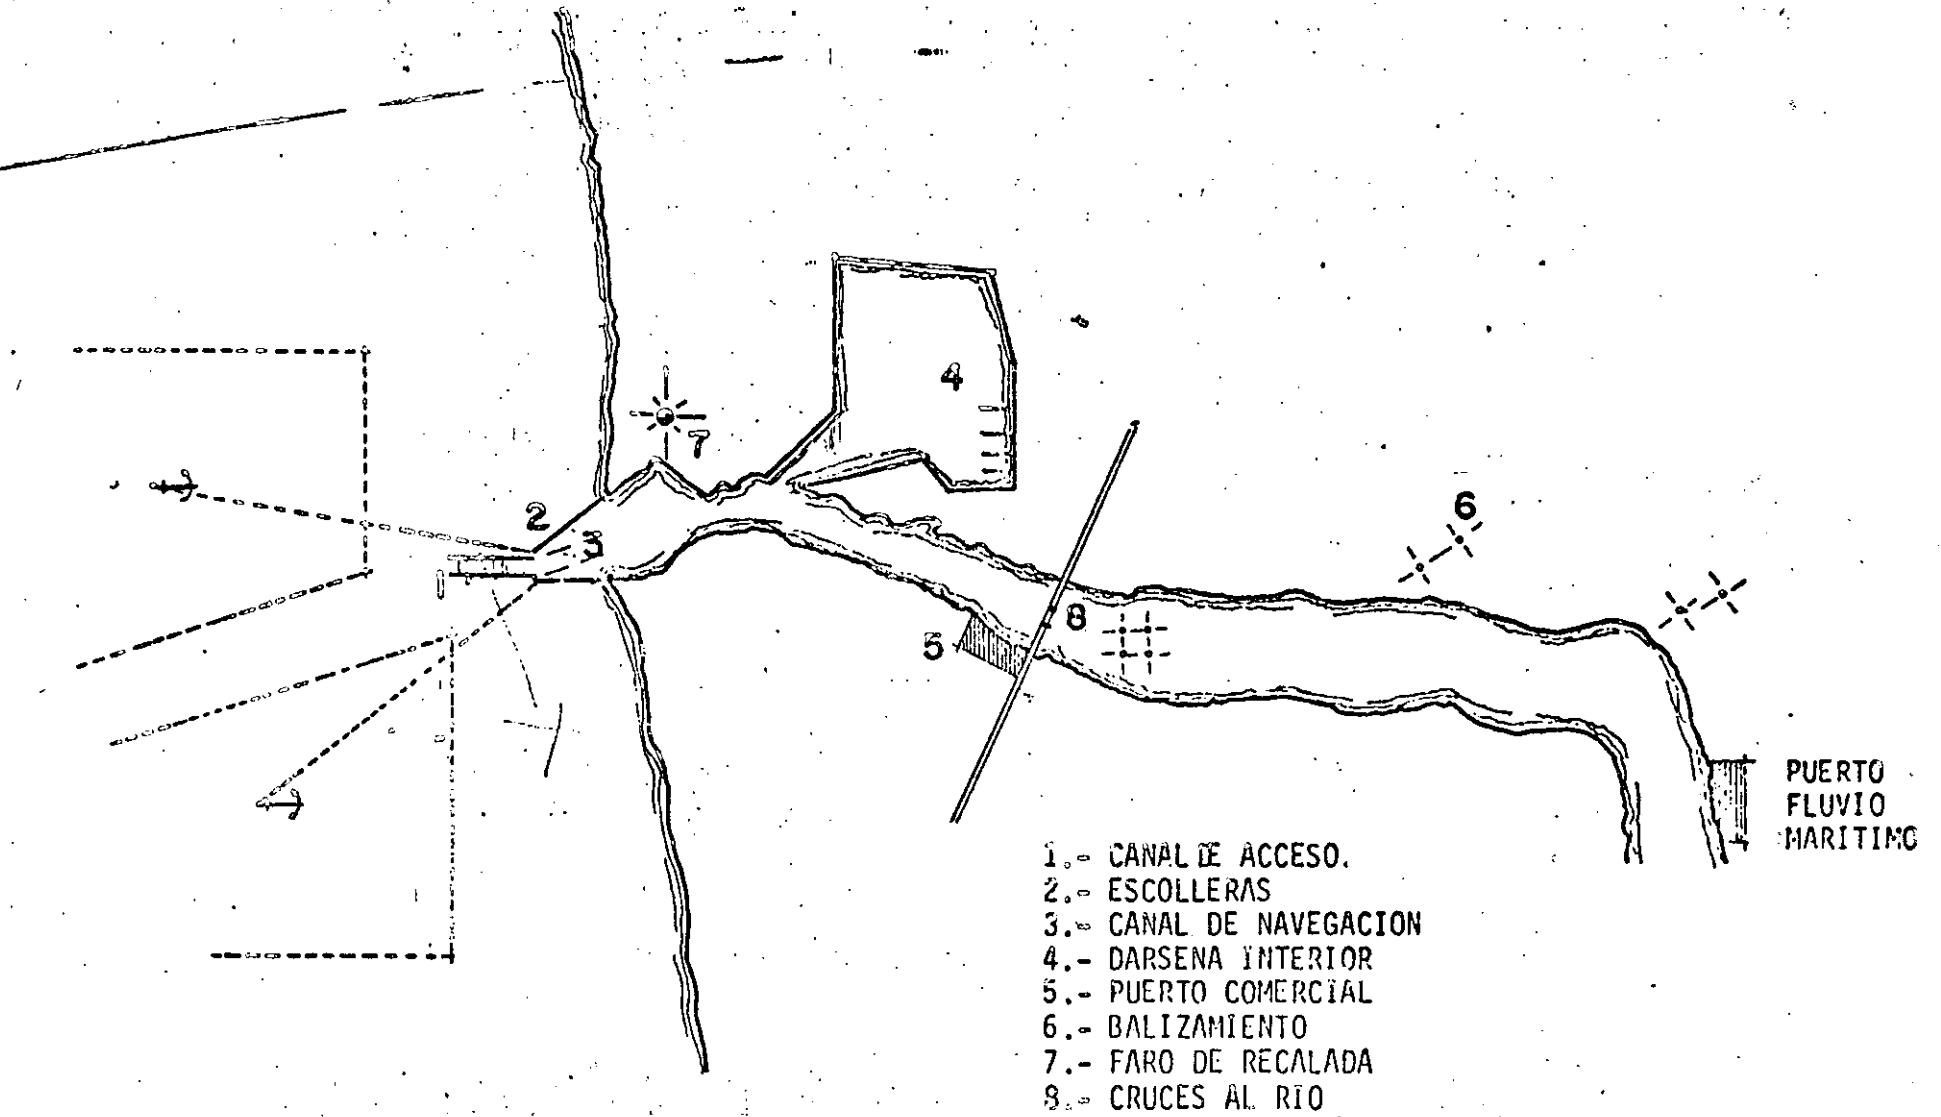 4
7
6
2
3
8
5
PUERTO
FLUVIO
MARITIMO
1.- CANAL DE ACCESO.
2.- ESCOLLERAS
3.- CANAL DE NAVEGACION
4.- DARSENA INTERIOR
5.- PUERTO COMERCIAL
6.- BALIZAMIENTO
7.- FARO DE RECALADA
8.- CRUCES AL RIO